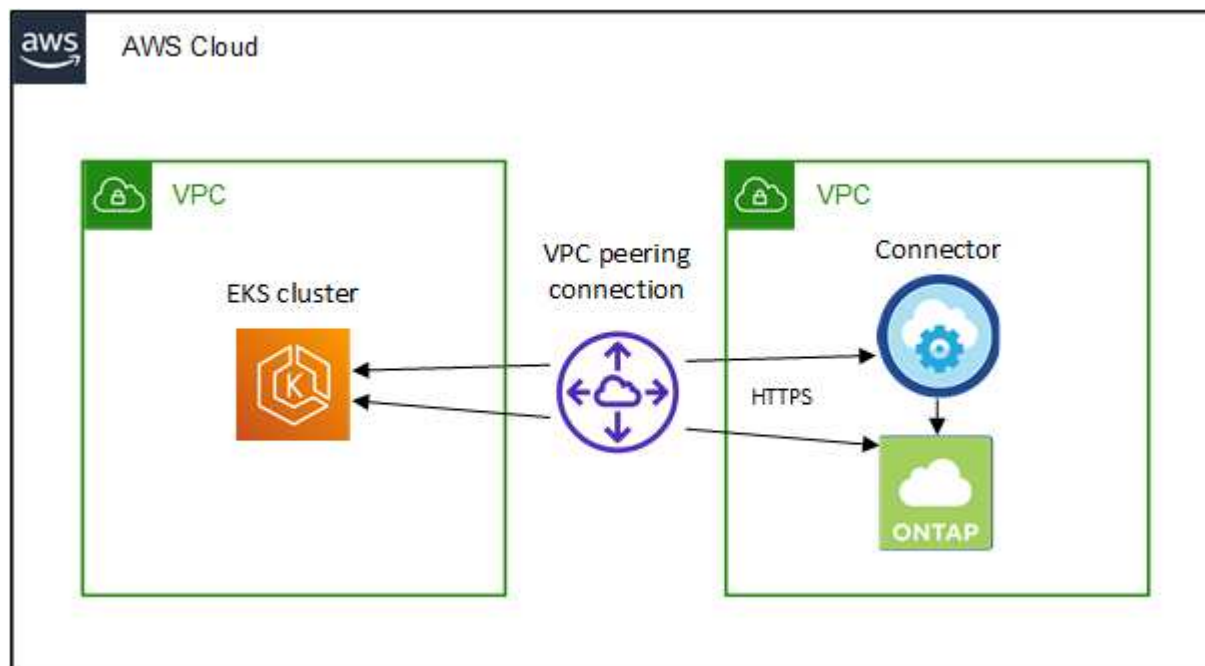 aws
AWS Cloud
VPC
VPC
Connector
VPC peering
connection
EKS cluster
K
HTTPS
ONTAP